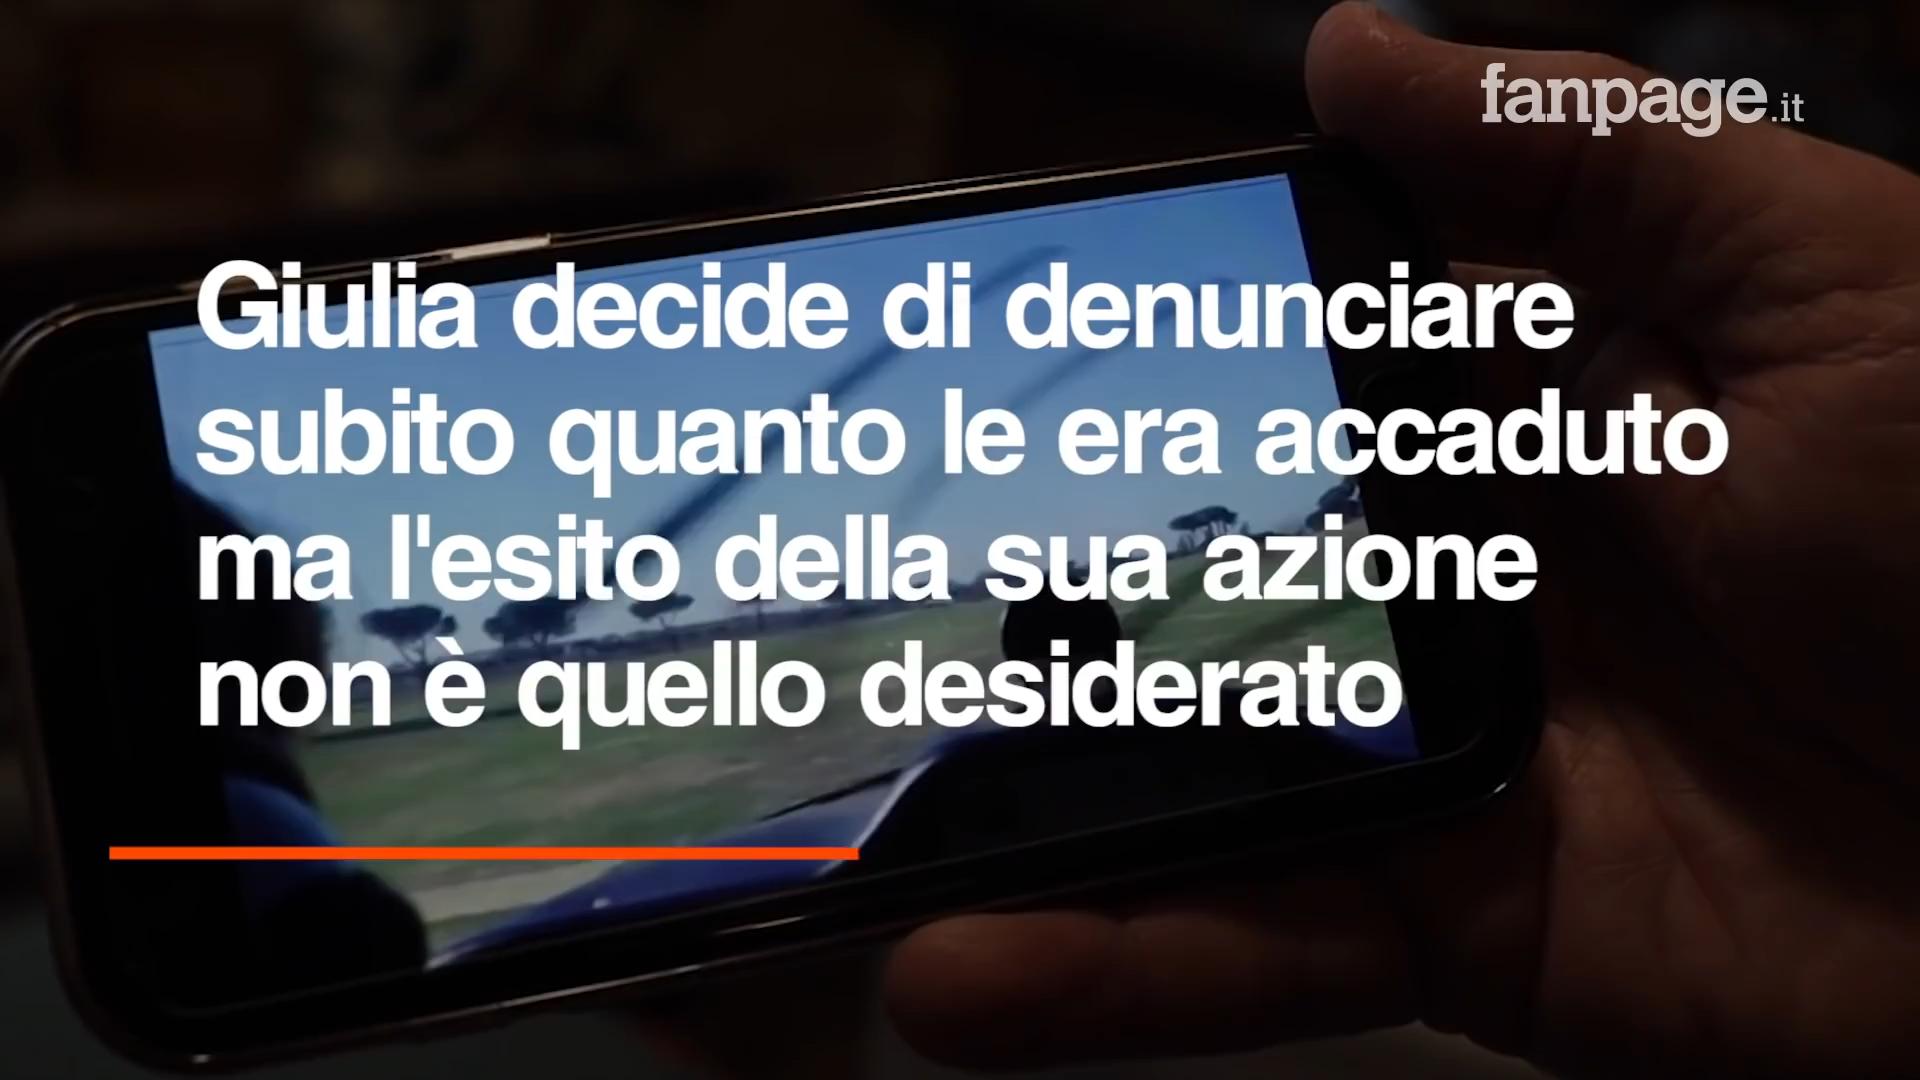 fanpage.it
Giulia decide di denunciare
subito quanto le era accaduto
ma l'esito della sua azione
non è quello desiderato